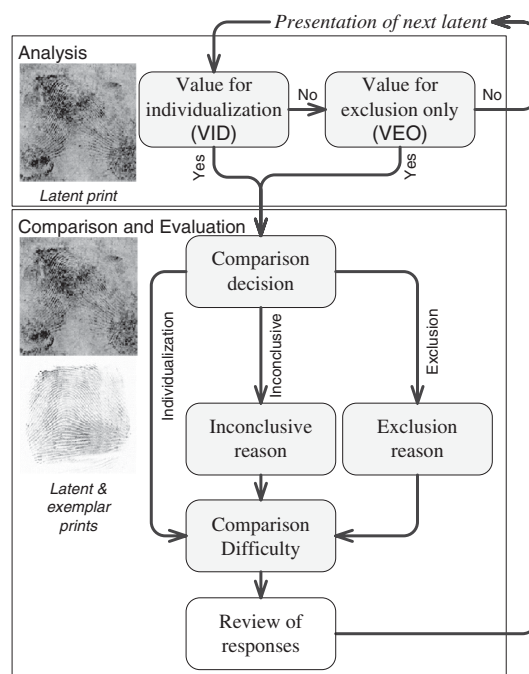 Presentation of next latent
Analysis
Value for
individualization
(VID)
No
Value for
exclusion only
(VEO)
No
Yes
Yes
Latent print
Comparison and Evaluation
Comparison
decision
Individualization
Inconclusive
Exclusion
Inconclusive
reason
Exclusion
reason
Latent &
exemplar
prints
Comparison
Difficulty
Review of
responses